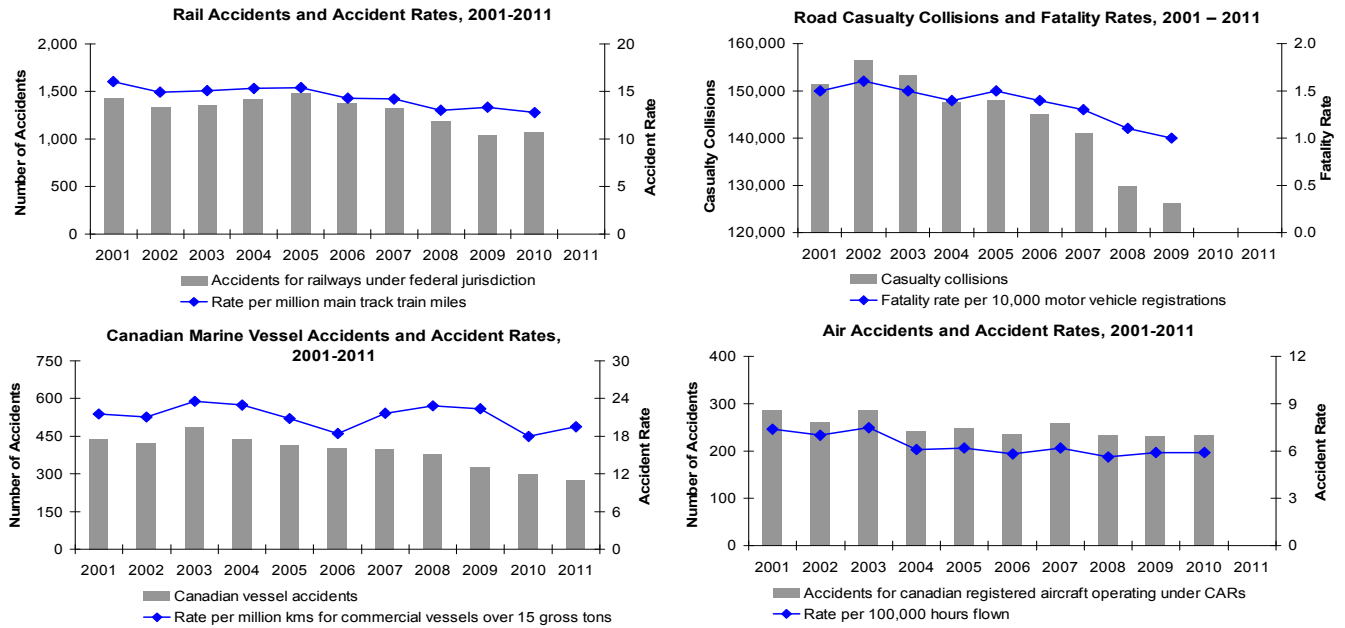 Rail Accidents and Accident Rates, 2001-2011
2,000
1,500
1,000
500
0
Number of Accidents
20
15
10
5
0
Accident Rate
2001 2002 2003 2004 2005 2006 2007 2008 2009 2010 2011
Accidents for railways under federal jurisdiction
Rate per million main track train miles
Road Casualty Collisions and Fatality Rates, 2001 – 2011
160,000
150,000
140,000
130,000
120,000
Casualty Collisions
2.0
1.5
1.0
0.5
0.0
Fatality Rate
2001 2002 2003 2004 2005 2006 2007 2008 2009 2010 2011
Casualty collisions
Fatality rate per 10,000 motor vehicle registrations
Canadian Marine Vessel Accidents and Accident Rates,
2001-2011
750
600
450
300
150
0
Number of Accidents
30
24
18
12
6
0
Accident Rate
2001 2002 2003 2004 2005 2006 2007 2008 2009 2010 2011
Canadian vessel accidents
Rate per million kms for commercial vessels over 15 gross tons
Air Accidents and Accident Rates, 2001-2011
400
300
200
100
0
Number of Accidents
12
9
6
3
0
Accident Rate
2001 2002 2003 2004 2005 2006 2007 2008 2009 2010 2011
Accidents for canadian registered aircraft operating under CARs
Rate per 100,000 hours flown